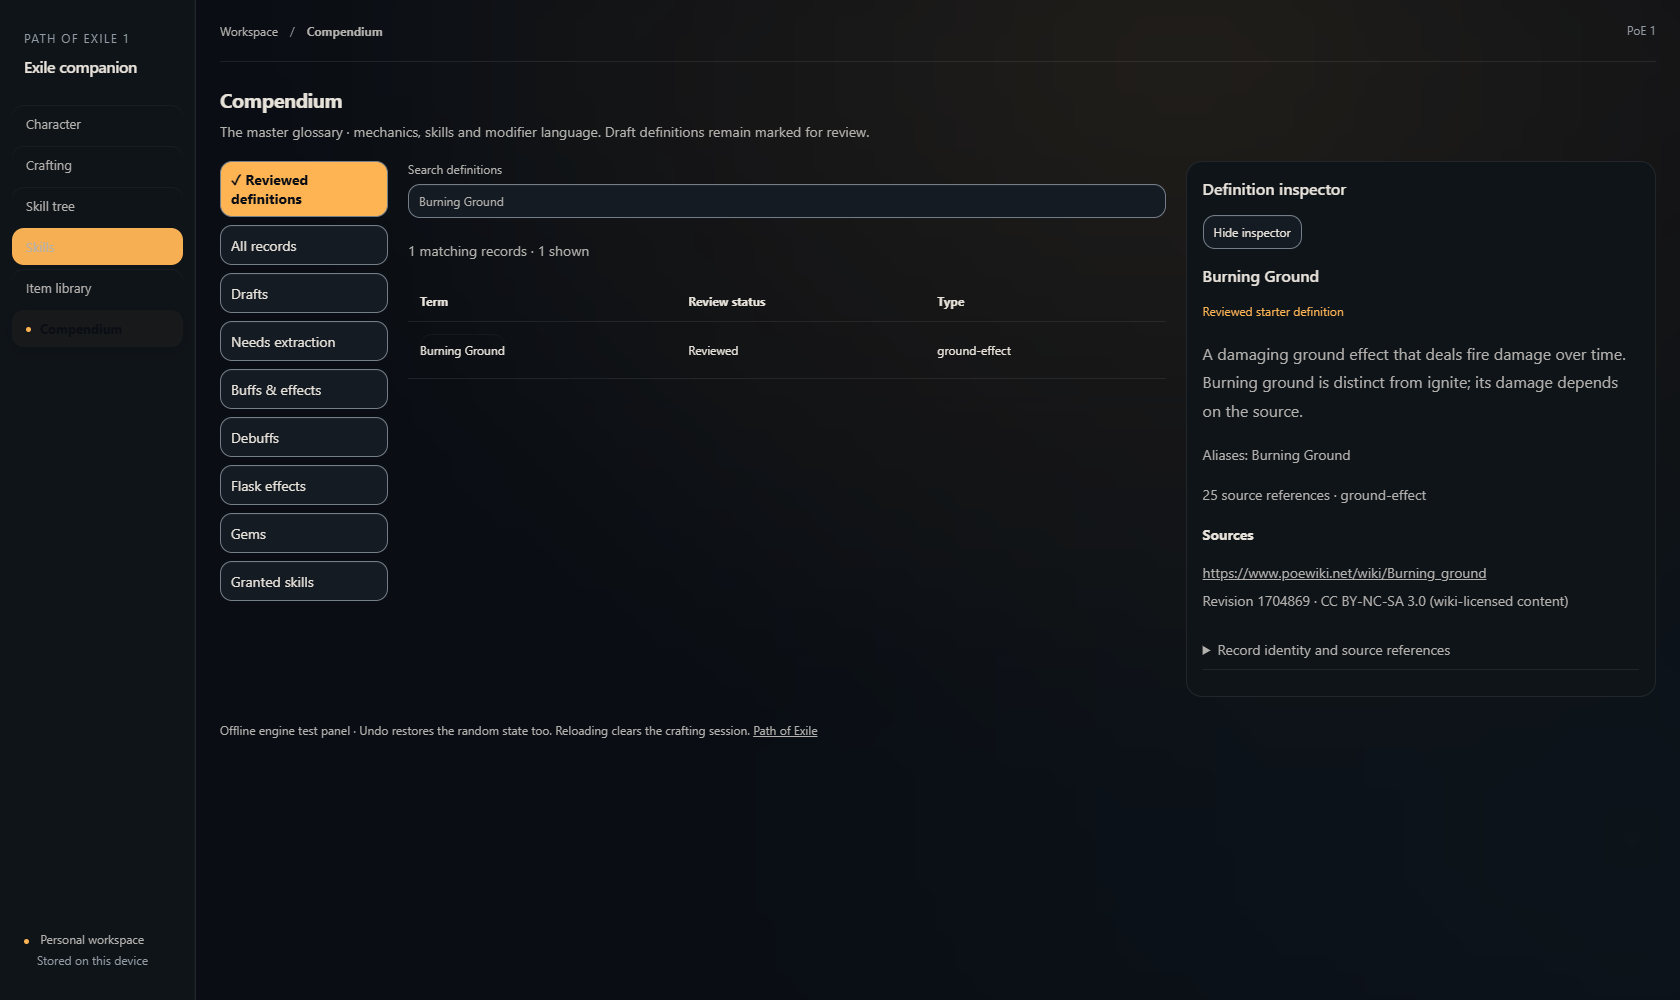 PATH OF EXILE 1
Exile companion
Character
Crafting
Skill tree
Skills
Item library
Compendium
Personal workspace
Stored on this device
Workspace / Compendium
PoE 1
Compendium
The master glossary · mechanics, skills and modifier language. Draft definitions remain marked for review.
✓ Reviewed
definitions
All records
Drafts
Needs extraction
Buffs & effects
Debuffs
Flask effects
Gems
Granted skills
Search definitions
Burning Ground
1 matching records · 1 shown
Term Review status Type
Burning Ground Reviewed ground-effect
Definition inspector
Hide inspector
Burning Ground
Reviewed starter definition
A damaging ground effect that deals fire damage over time.
Burning ground is distinct from ignite; its damage depends
on the source.
Aliases: Burning Ground
25 source references · ground-effect
Sources
https://www.poewiki.net/wiki/Burning_ground
Revision 1704869 · CC BY-NC-SA 3.0 (wiki-licensed content)
▶ Record identity and source references
Offline engine test panel · Undo restores the random state too. Reloading clears the crafting session. Path of Exile